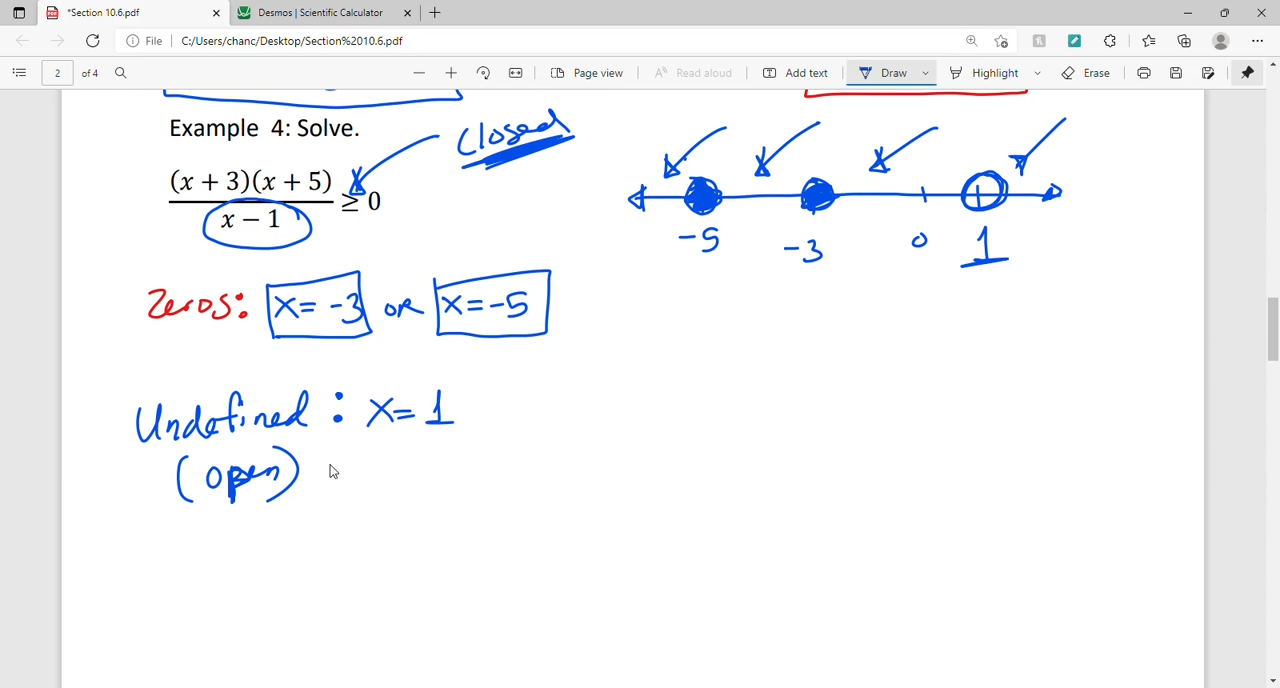 *Section 10.6.pdf
Desmos | Scientific Calculator
File
C:/Users/chanc/Desktop/Section%2010.6.pdf
2 of 4
Page view
Read aloud
Add text
Draw
Highlight
Erase
Example 4: Solve.
closed
(x + 3)(x + 5)
≥ 0
x − 1
-5 -3 0 1
Zeros: x= -3 OR x= -5
Undefined: x= 1
(open)